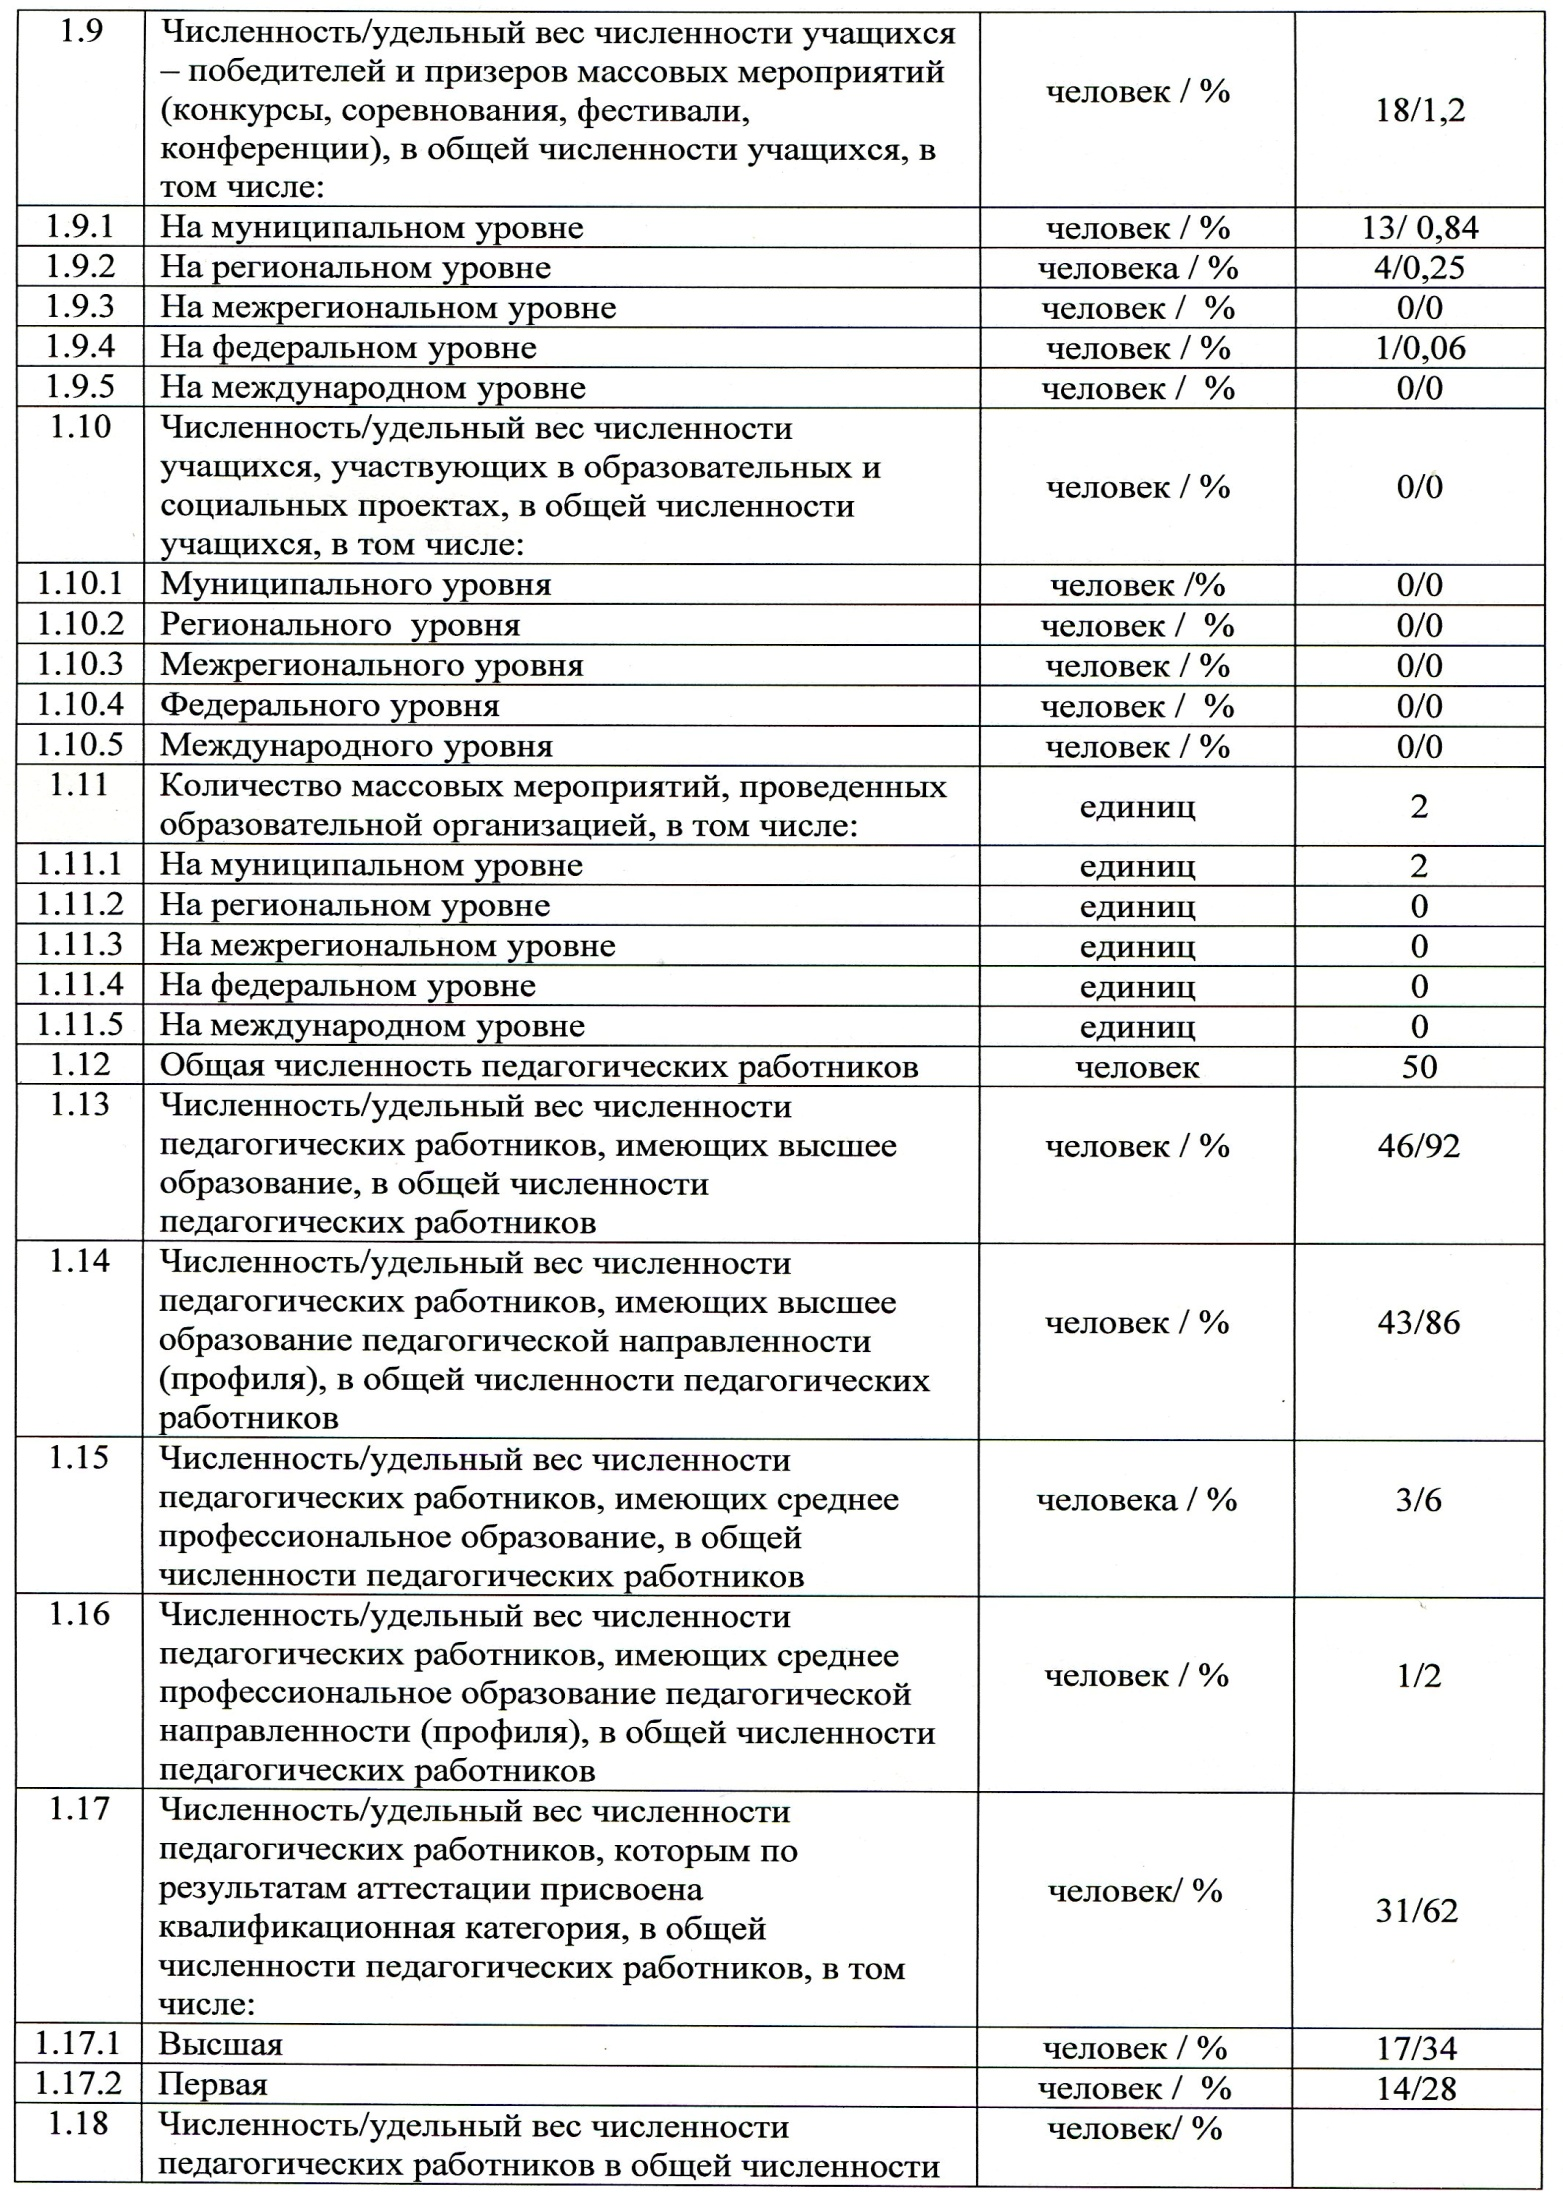 1.9 Численность/удельный вес численности учащихся
– победителей и призеров массовых мероприятий
человек / %
(конкурсы, соревнования, фестивали,
18/1,2
конференции), в общей численности учащихся, в
том числе:
1.9.1 На муниципальном уровне человек / % 13/ 0,84
1.9.2 На региональном уровне человека / % 4/0,25
1.9.3 На межрегиональном уровне человек / % 0/0
1.9.4 На федеральном уровне человек / % 1/0,06
1.9.5 На международном уровне человек / % 0/0
1.10 Численность/удельный вес численности
учащихся, участвующих в образовательных и
человек / % 0/0
социальных проектах, в общей численности
учащихся, в том числе:
1.10.1 Муниципального уровня человек /% 0/0
1.10.2 Регионального уровня человек / % 0/0
1.10.3 Межрегионального уровня человек / % 0/0
1.10.4 Федерального уровня человек / % 0/0
1.10.5 Международного уровня человек / % 0/0
1.11 Количество массовых мероприятий, проведенных
единиц 2
образовательной организацией, в том числе:
1.11.1 На муниципальном уровне единиц 2
1.11.2 На региональном уровне единиц 0
1.11.3 На межрегиональном уровне единиц 0
1.11.4 На федеральном уровне единиц 0
1.11.5 На международном уровне единиц 0
1.12 Общая численность педагогических работников человек 50
1.13 Численность/удельный вес численности
педагогических работников, имеющих высшее человек / % 46/92
образование, в общей численности
педагогических работников
1.14 Численность/удельный вес численности
педагогических работников, имеющих высшее
человек / % 43/86
образование педагогической направленности
(профиля), в общей численности педагогических
работников
1.15 Численность/удельный вес численности
педагогических работников, имеющих среднее человека / % 3/6
профессиональное образование, в общей
численности педагогических работников
1.16 Численность/удельный вес численности
педагогических работников, имеющих среднее
человек / % 1/2
профессиональное образование педагогической
направленности (профиля), в общей численности
педагогических работников
1.17 Численность/удельный вес численности
педагогических работников, которым по
результатам аттестации присвоена человек/ %
31/62
квалификационная категория, в общей
численности педагогических работников, в том
числе:
1.17.1 Высшая человек / % 17/34
1.17.2 Первая человек / % 14/28
1.18 Численность/удельный вес численности человек/ %
педагогических работников в общей численности